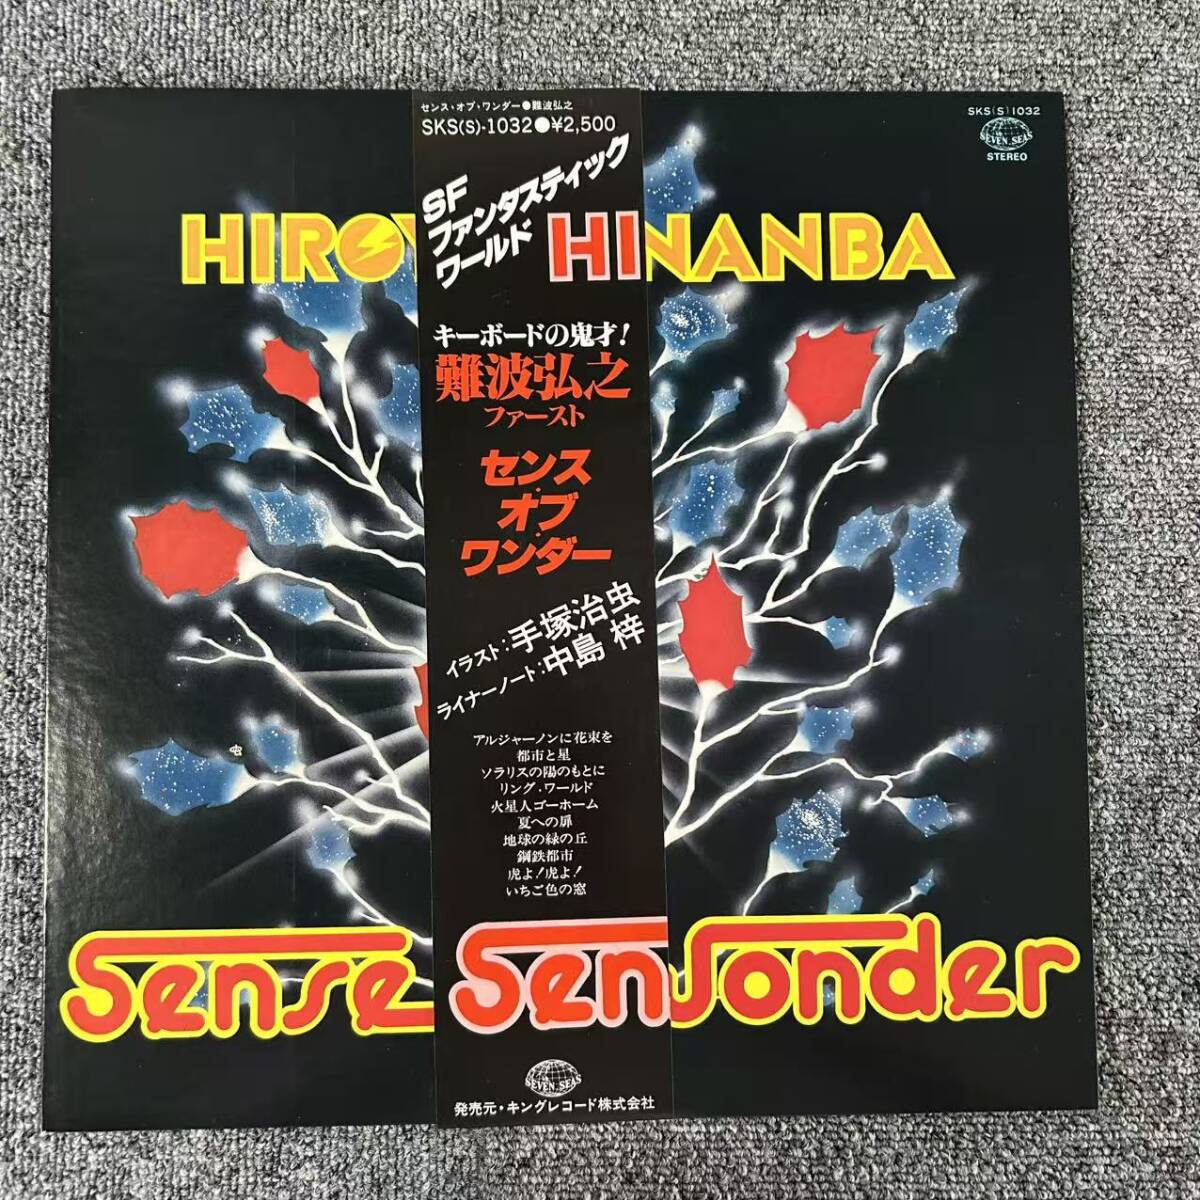 センス・オブ・ワンダー●難波弘之
SKS(S)-1032●¥2,500
SKS(S)1032
SEVEN SEAS
STEREO
SF
ファンタスティック
ワールド
HIRO
HI
NANBA
キーボードの鬼才!
難波弘之
ファースト
センス
・
オブ
・
ワンダー
イラスト:手塚治虫
ライナーノート:中島 梓
アルジャーノンに花束を
都市と星
ソラリスの陽のもとに
リング・ワールド
火星人ゴーホーム
夏への扉
地球の緑の丘
鋼鉄都市
虎よ!虎よ!
いちご色の窓
虫
Sense
Sen
onder
SEVEN SEAS
発売元・キングレコード株式会社